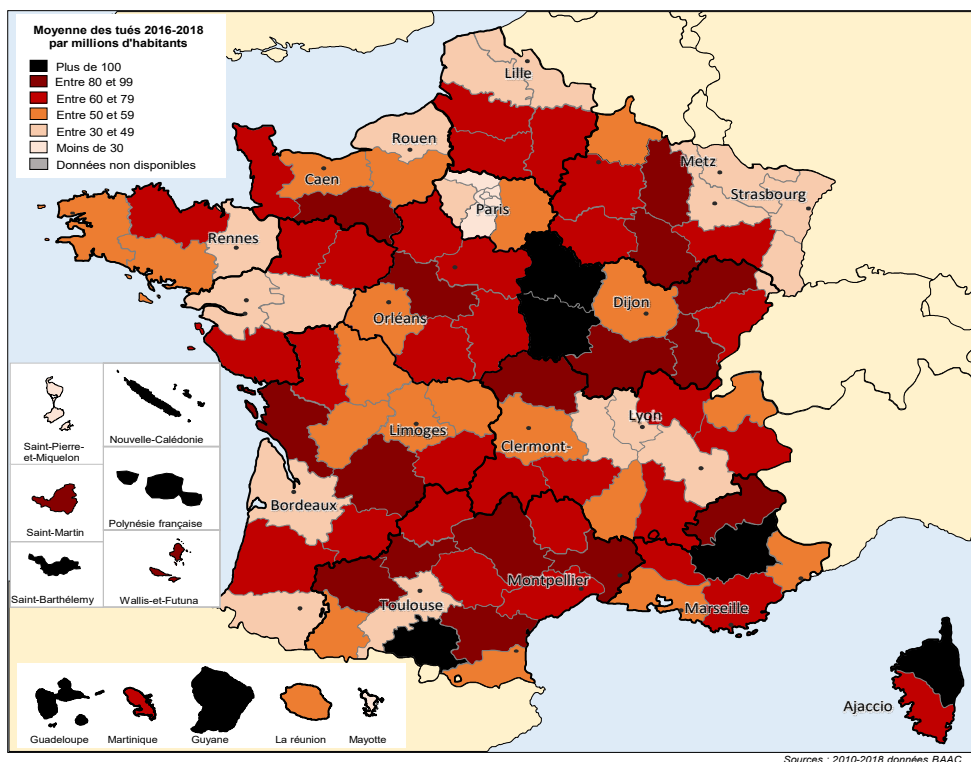 Moyenne des tués 2016-2018
par millions d'habitants
Plus de 100
Entre 80 et 99
Entre 60 et 79
Entre 50 et 59
Entre 30 et 49
Moins de 30
Données non disponibles
Lille
Rouen
Caen
Metz
Strasbourg
Paris
Rennes
Orléans
Dijon
Limoges
Clermont-
Lyon
Bordeaux
Montpellier
Toulouse
Marseille
Ajaccio
Saint-Pierre-
et-Miquelon
Nouvelle-Calédonie
Saint-Martin
Polynésie française
Saint-Barthélemy
Wallis-et-Futuna
Guadeloupe
Martinique
Guyane
La réunion
Mayotte
Sources : 2010-2018 données BAAC